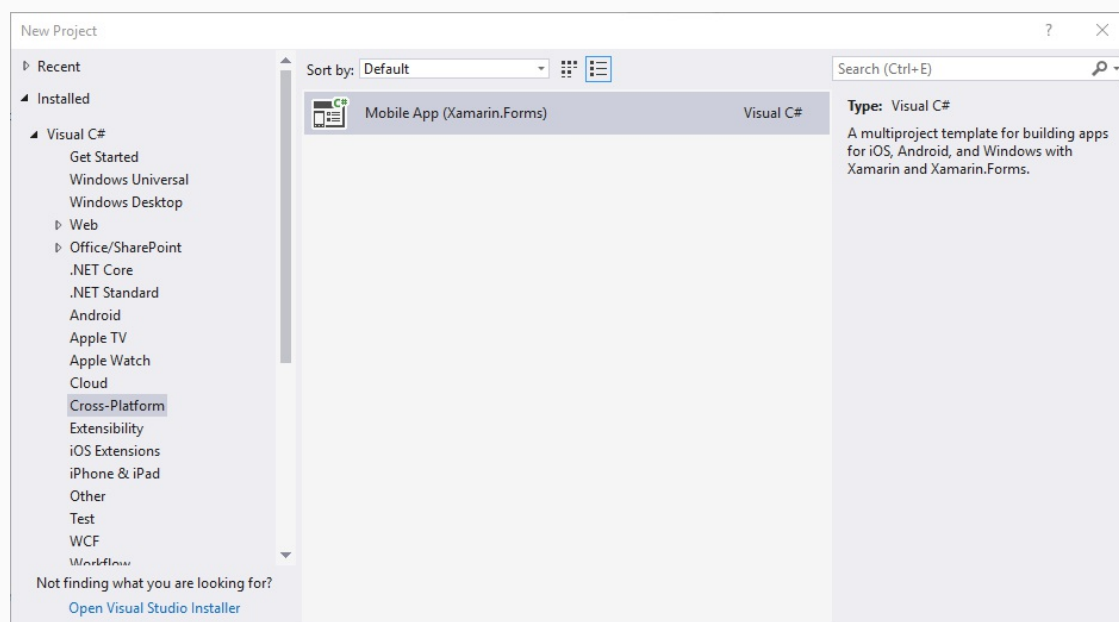 New Project
?
Recent
Installed
Visual C#
Get Started
Windows Universal
Windows Desktop
Web
Office/SharePoint
.NET Core
.NET Standard
Android
Apple TV
Apple Watch
Cloud
Cross-Platform
Extensibility
iOS Extensions
iPhone & iPad
Other
Test
WCF
Workflow
Not finding what you are looking for?
Open Visual Studio Installer
Sort by: Default
C#
Mobile App (Xamarin.Forms) Visual C#
Search (Ctrl+E)
Type: Visual C#
A multiproject template for building apps
for iOS, Android, and Windows with
Xamarin and Xamarin.Forms.